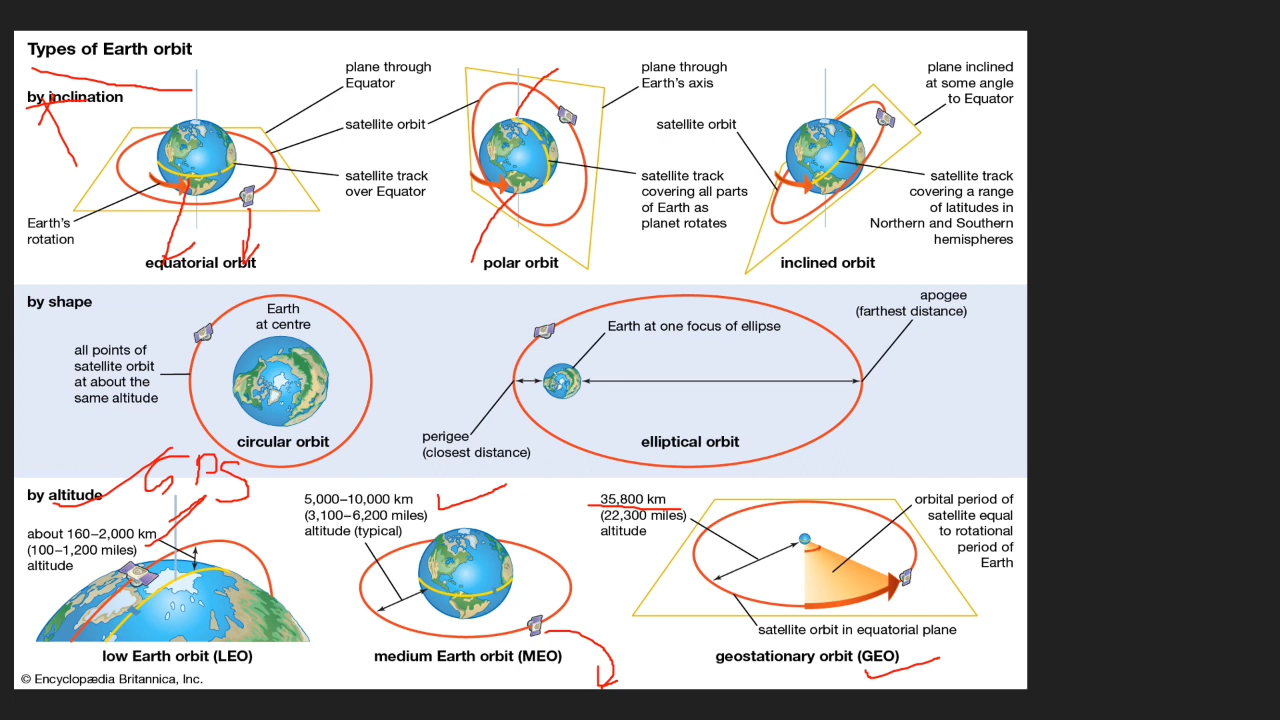 Types of Earth orbit
by inclination
plane through
Equator
satellite orbit
satellite track
over Equator
Earth's
rotation
equatorial orbit
plane through
Earth's axis
satellite track
covering all parts
of Earth as
planet rotates
polar orbit
plane inclined
at some angle
to Equator
satellite orbit
satellite track
covering a range
of latitudes in
Northern and Southern
hemispheres
inclined orbit
by shape
Earth
at centre
all points of
satellite orbit
at about the
same altitude
circular orbit
Earth at one focus of ellipse
apogee
(farthest distance)
perigee
(closest distance)
elliptical orbit
GPS
by altitude
about 160–2,000 km
(100–1,200 miles)
altitude
low Earth orbit (LEO)
5,000–10,000 km
(3,100–6,200 miles)
altitude (typical)
medium Earth orbit (MEO)
35,800 km
(22,300 miles)
altitude
orbital period of
satellite equal
to rotational
period of
Earth
satellite orbit in equatorial plane
geostationary orbit (GEO)
© Encyclopædia Britannica, Inc.